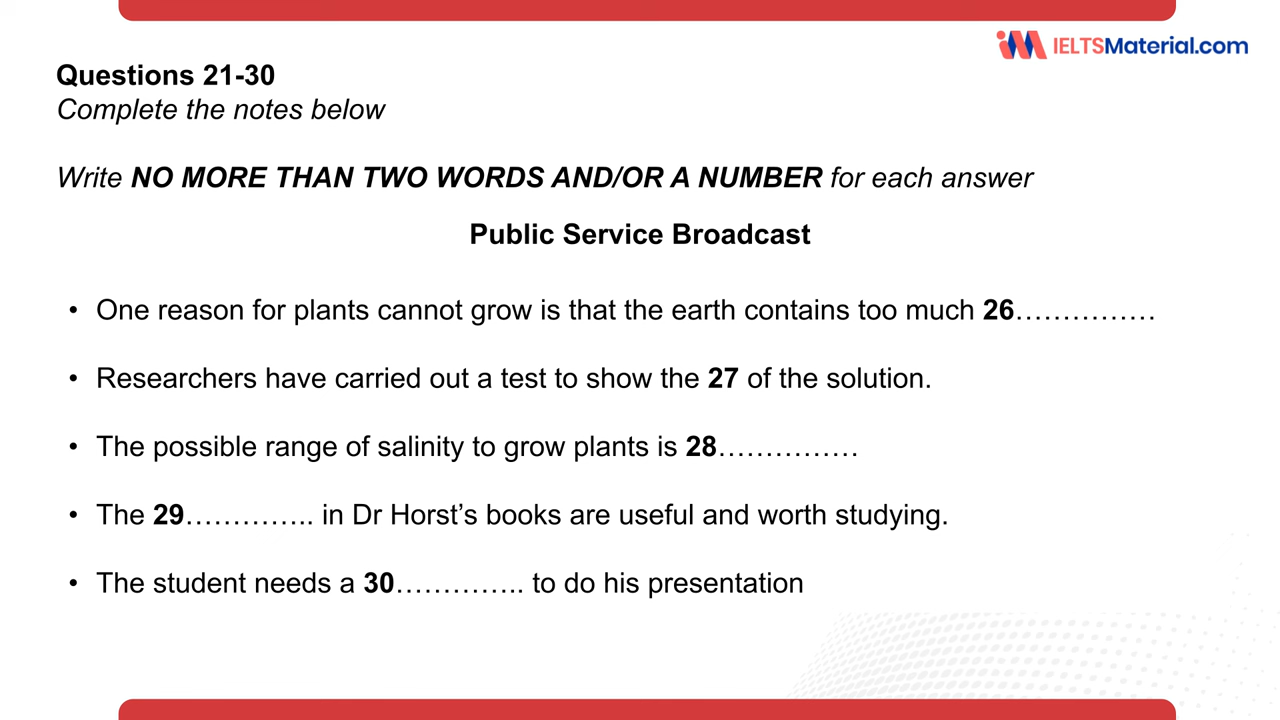 IELTSMaterial.com
Questions 21-30
Complete the notes below
Write NO MORE THAN TWO WORDS AND/OR A NUMBER for each answer
Public Service Broadcast
• One reason for plants cannot grow is that the earth contains too much 26……………
• Researchers have carried out a test to show the 27 of the solution.
• The possible range of salinity to grow plants is 28……………
• The 29………….. in Dr Horst’s books are useful and worth studying.
• The student needs a 30………….. to do his presentation